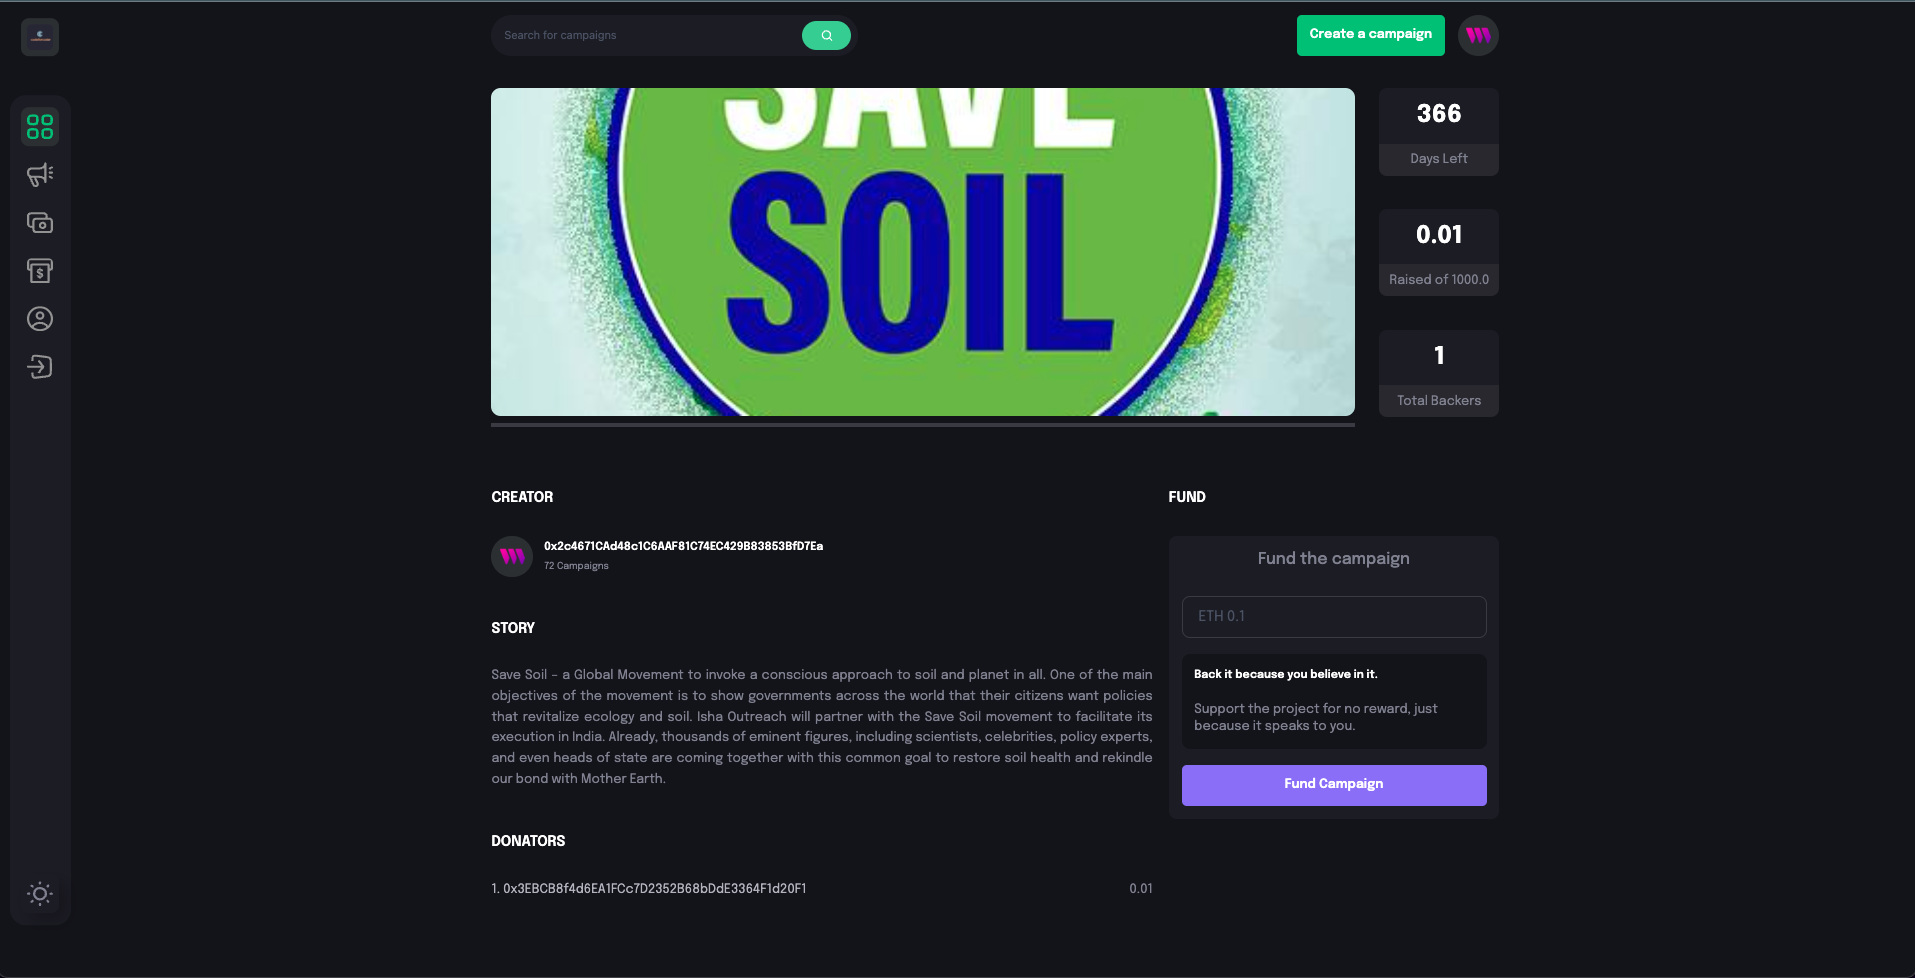 Search for campaigns
Create a campaign
SAVE
SOIL
366
Days Left
0.01
Raised of 1000.0
1
Total Backers
CREATOR
0x2c4671CAd48c1C6AAF81C74EC429B83853BfD7Ea
72 Campaigns
STORY
Save Soil – a Global Movement to invoke a conscious approach to soil and planet in all. One of the main
objectives of the movement is to show governments across the world that their citizens want policies
that revitalize ecology and soil. Isha Outreach will partner with the Save Soil movement to facilitate its
execution in India. Already, thousands of eminent figures, including scientists, celebrities, policy experts,
and even heads of state are coming together with this common goal to restore soil health and rekindle
our bond with Mother Earth.
DONATORS
1. 0x3EBCB8f4d6EA1FCc7D2352B68bDdE3364F1d20F1
0.01
FUND
Fund the campaign
ETH 0.1
Back it because you believe in it.
Support the project for no reward, just
because it speaks to you.
Fund Campaign